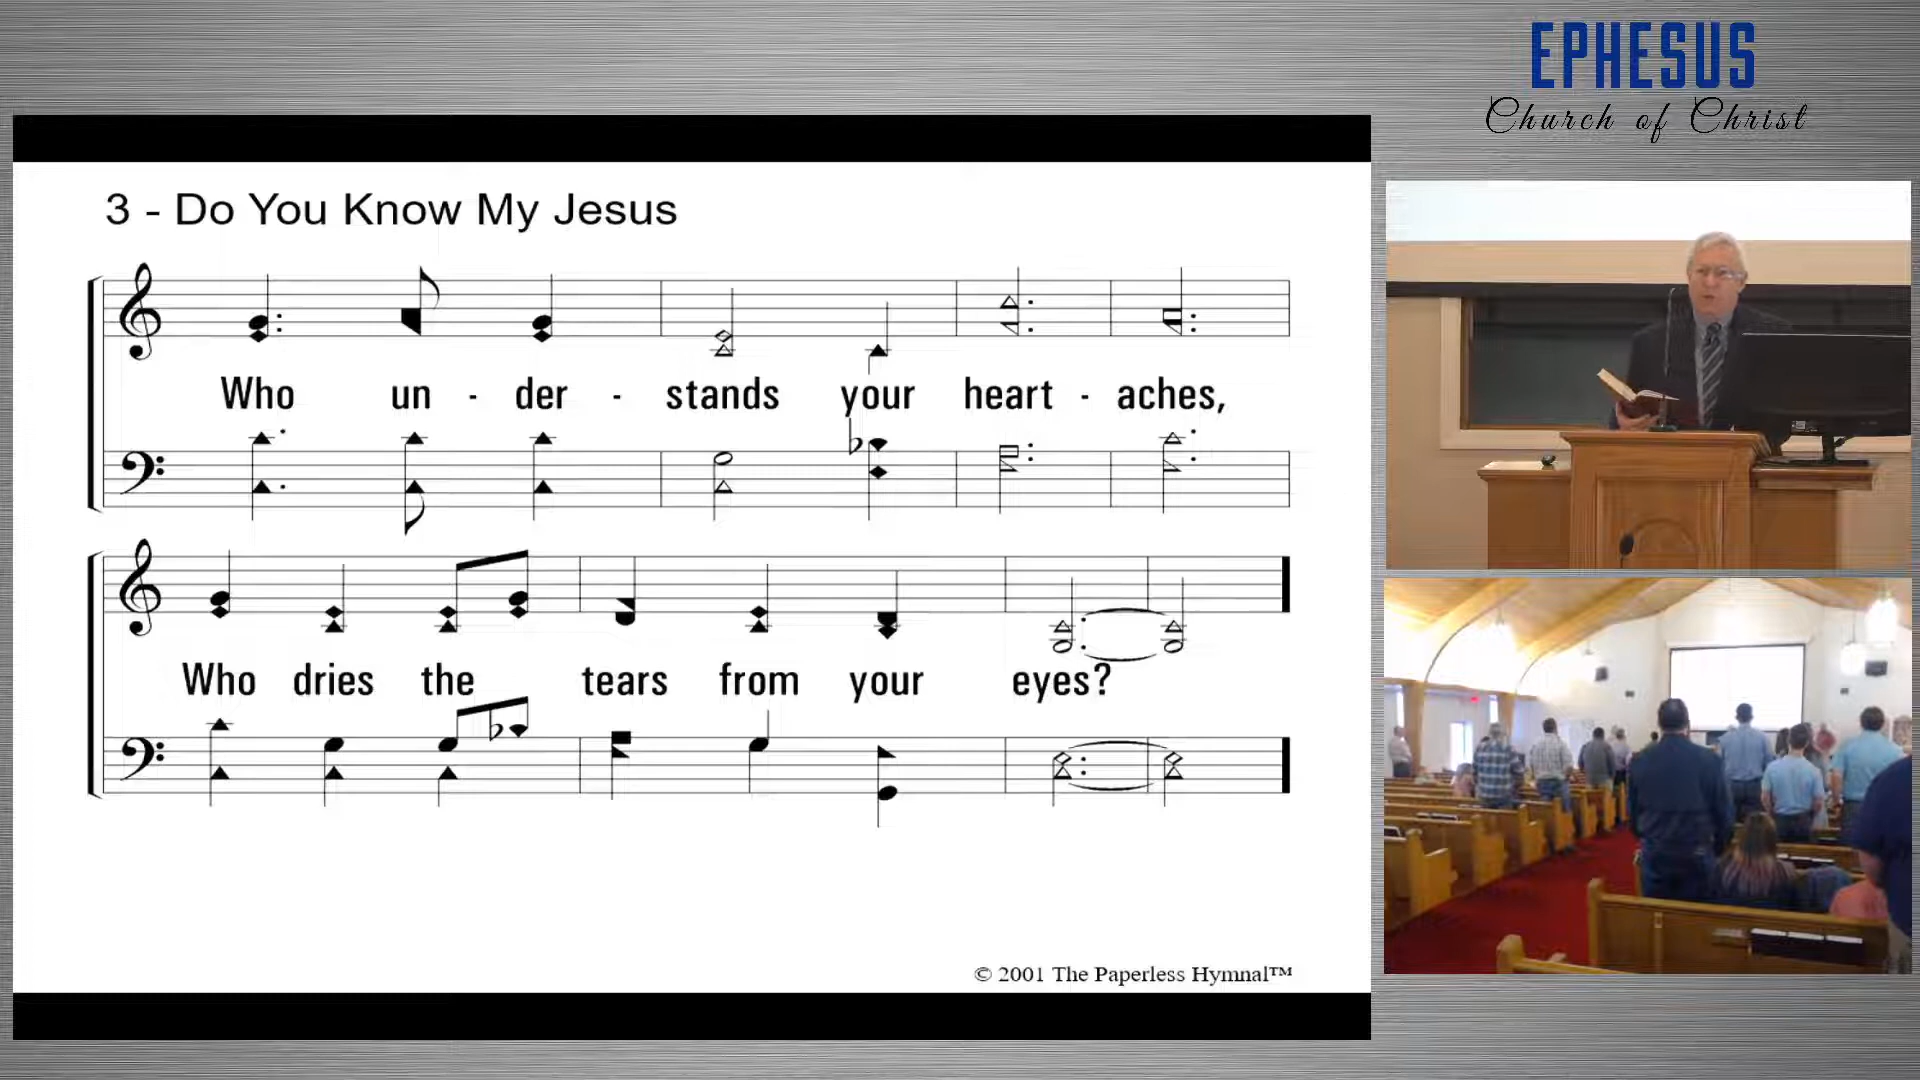 EPHESUS
Church of Christ
3 - Do You Know My Jesus
Who un - der - stands your heart - aches,
Who dries the tears from your eyes?
© 2001 The Paperless Hymnal™